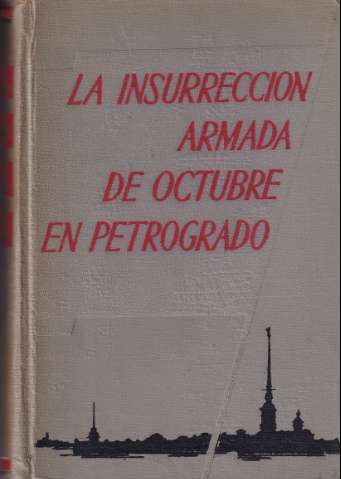 LA INSURRECCION
ARMADA
DE OCTUBRE
EN PETROGRADO